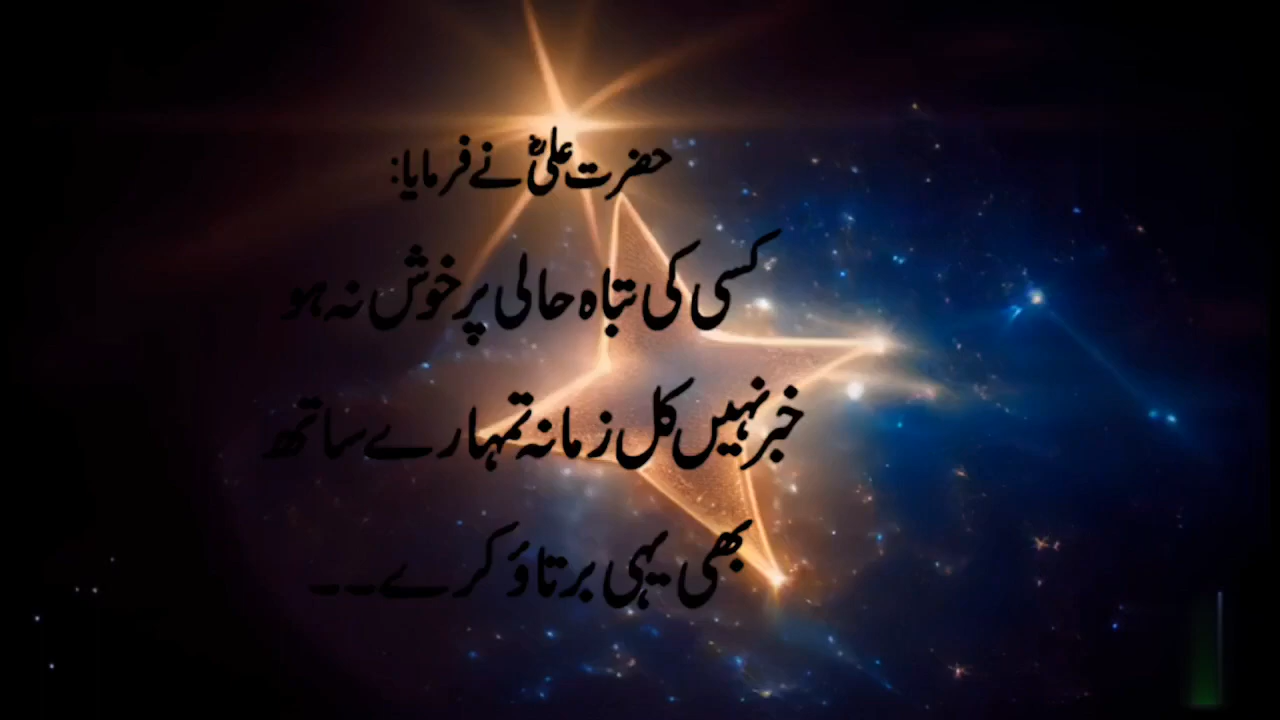 حضرت علیؓ نے فرمایا:
کسی کی تباہ حالی پر خوش نہ ہو
خبر نہیں کل زمانہ تمہارے ساتھ
بھی یہی برتاؤ کرے۔۔